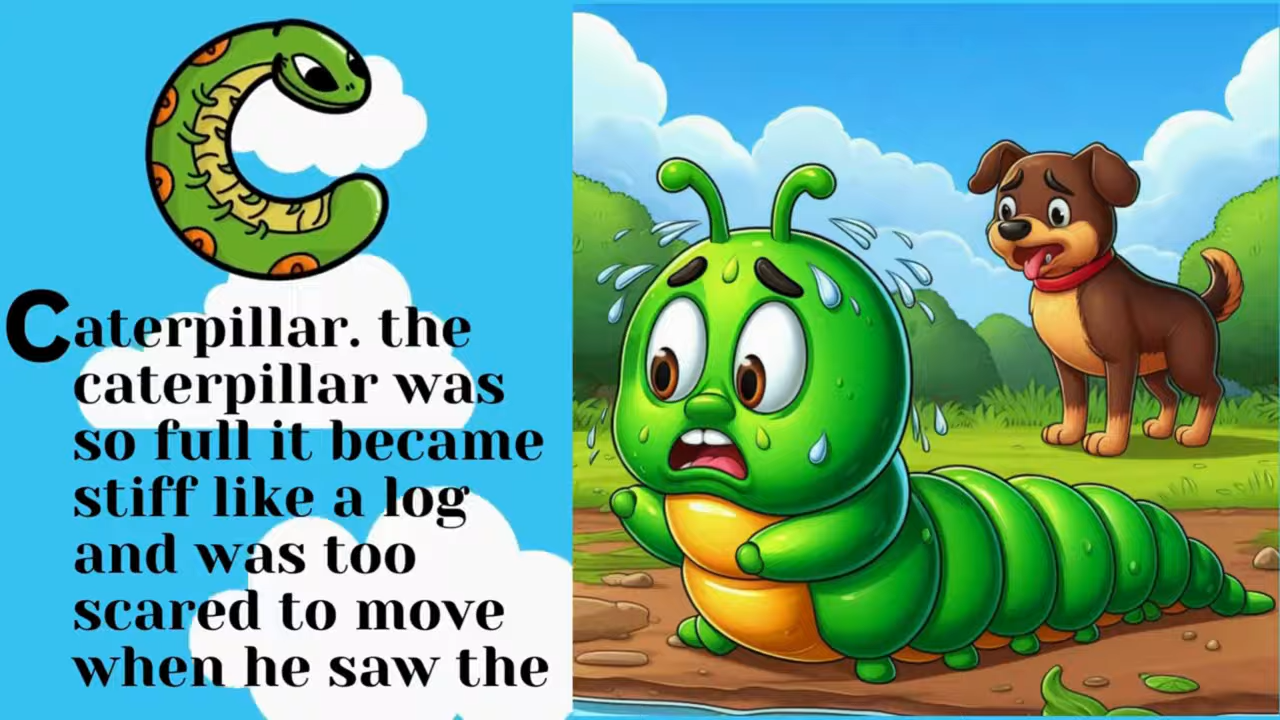 Caterpillar. the
caterpillar was
so full it became
stiff like a log
and was too
scared to move
when he saw the